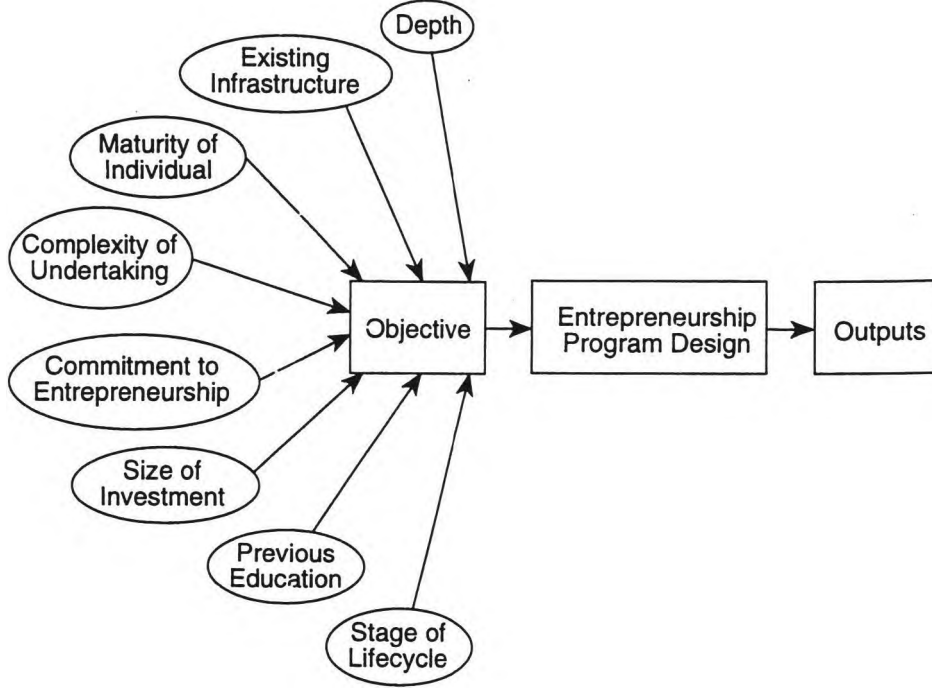 Depth
Existing
Infrastructure
Maturity of
Individual
Complexity of
Undertaking
Commitment to
Entrepreneurship
Size of
Investment
Previous
Education
Stage of
Lifecycle
Objective
Entrepreneurship
Program Design
Outputs